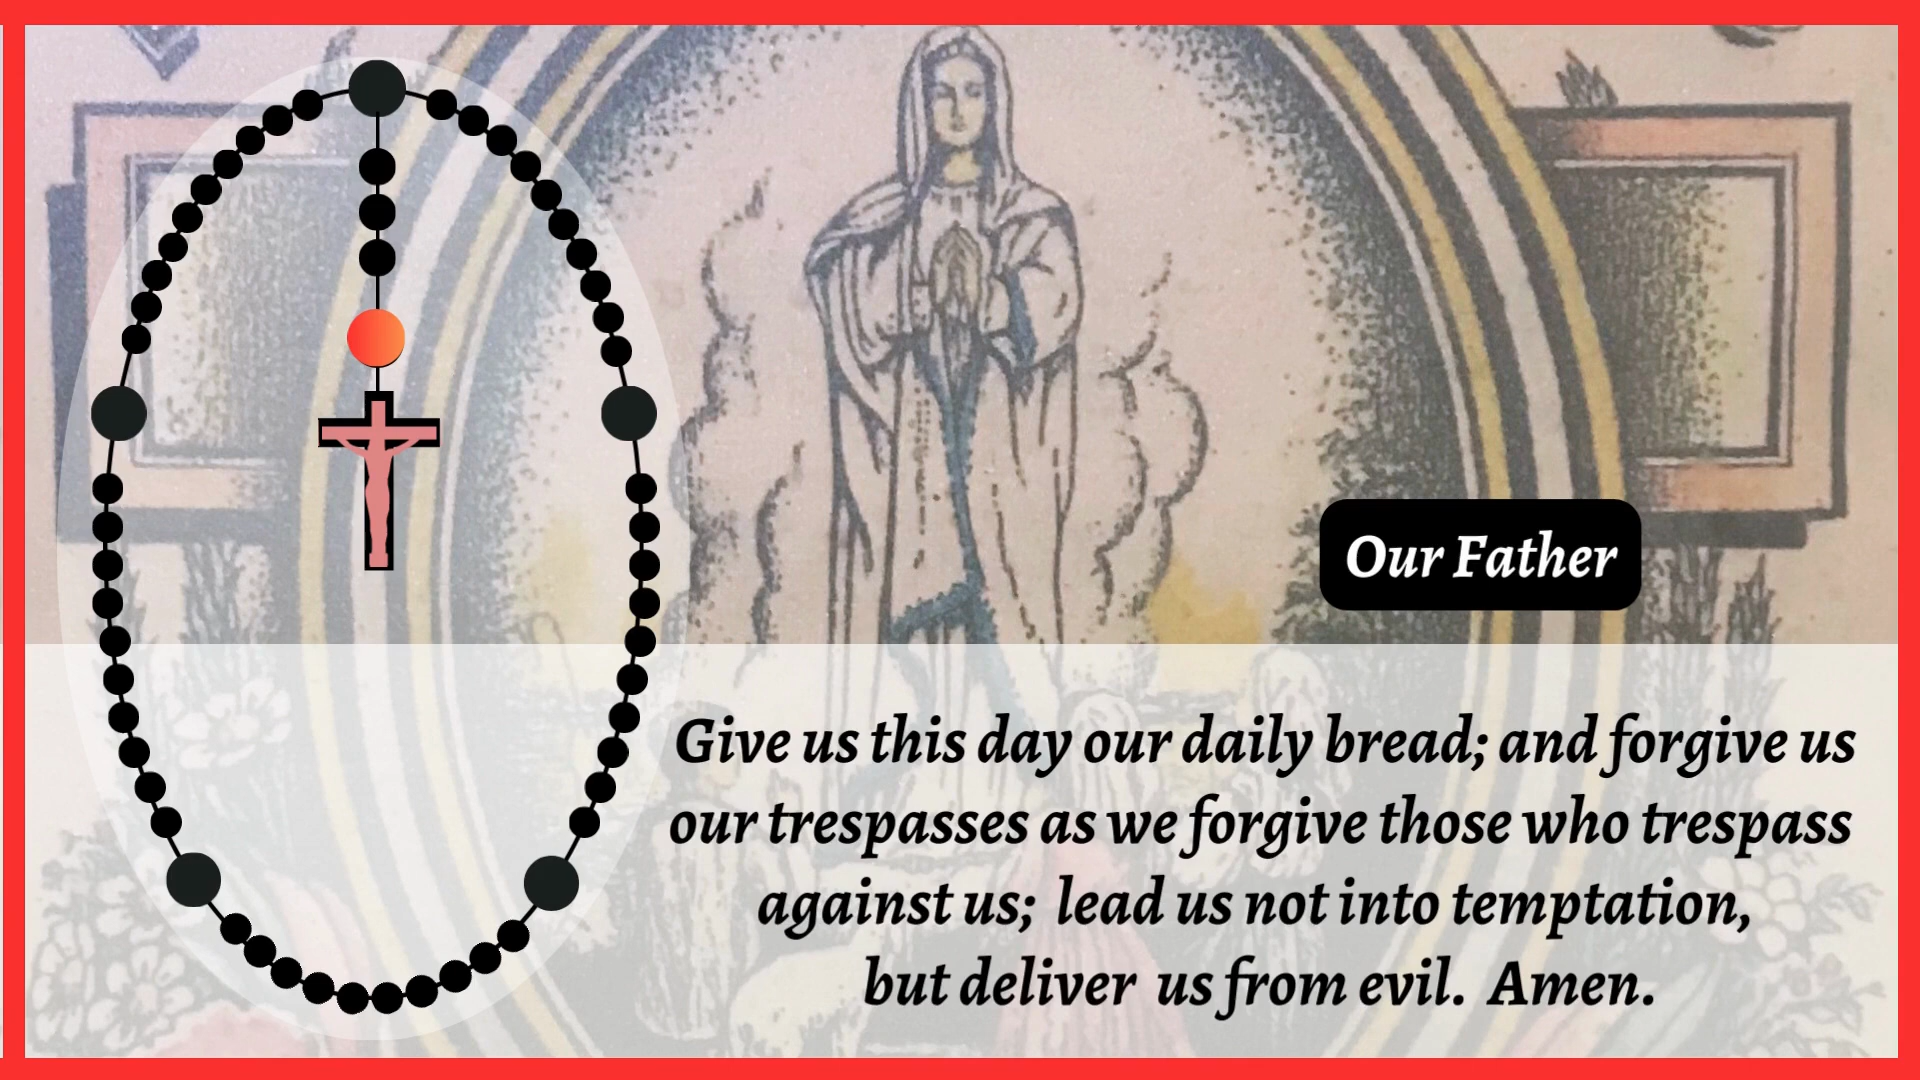 Our Father
Give us this day our daily bread; and forgive us
our trespasses as we forgive those who trespass
against us; lead us not into temptation,
but deliver us from evil. Amen.